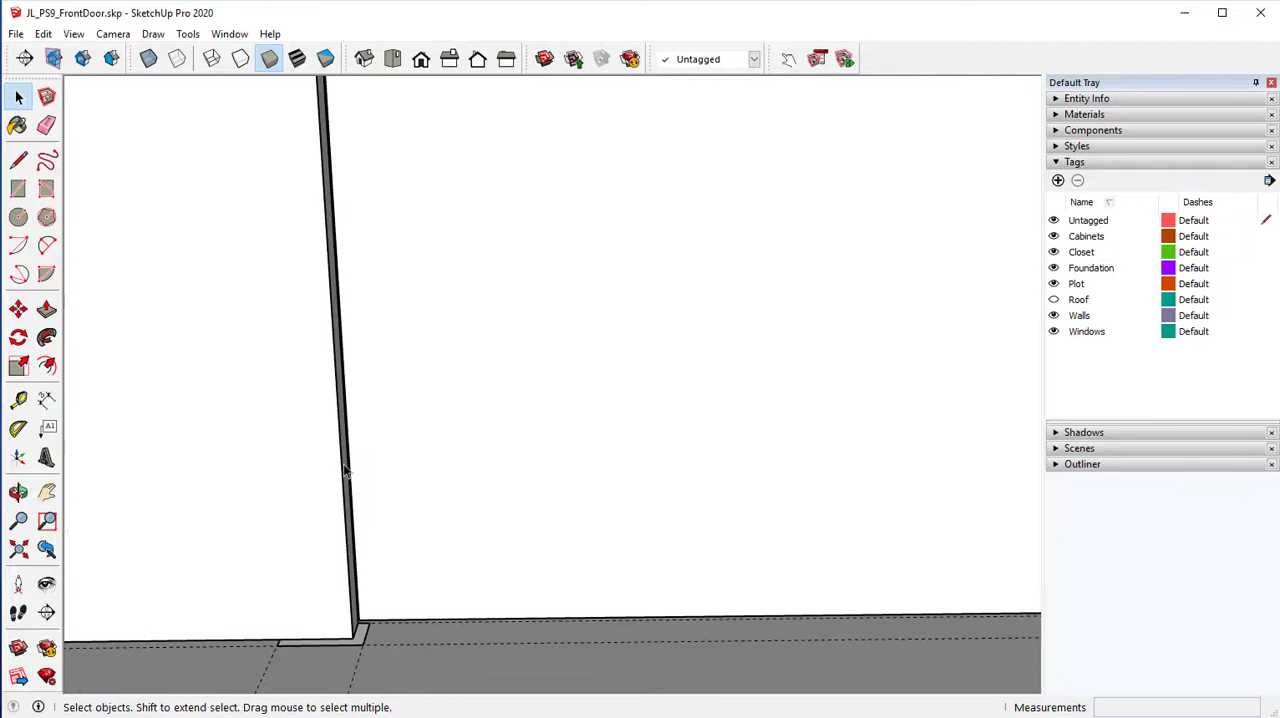 JL_PS9_FrontDoor.skp - SketchUp Pro 2020
File Edit View Camera Draw Tools Window Help
✓ Untagged
Default Tray
Entity Info
Materials
Components
Styles
Tags
Name Dashes
Untagged Default
Cabinets Default
Closet Default
Foundation Default
Plot Default
Roof Default
Walls Default
Windows Default
A1
Shadows
Scenes
Outliner
Select objects. Shift to extend select. Drag mouse to select multiple. Measurements